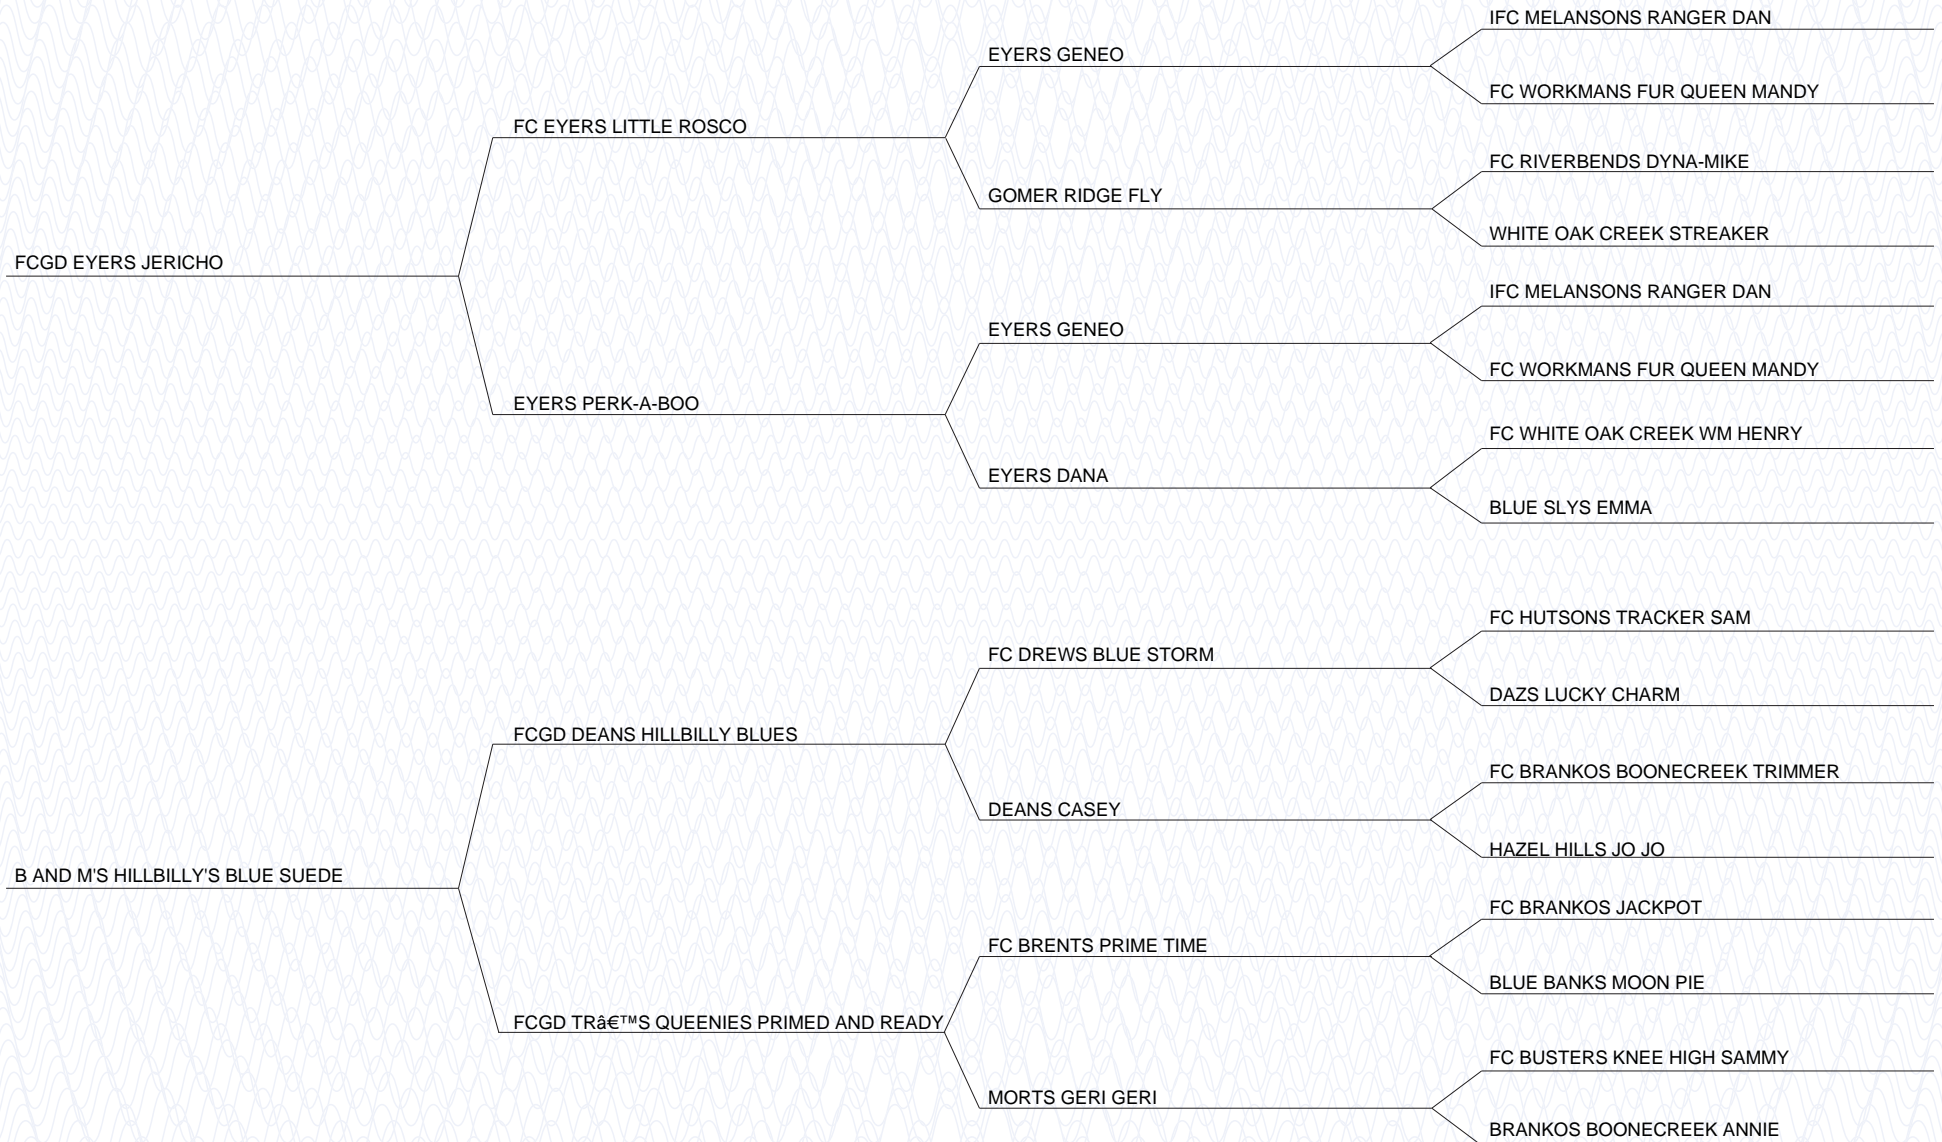 IFC MELANSONS RANGER DAN
EYERS GENEO
FC WORKMANS FUR QUEEN MANDY
FC EYERS LITTLE ROSCO
FC RIVERBENDS DYNA-MIKE
GOMER RIDGE FLY
WHITE OAK CREEK STREAKER
FCGD EYERS JERICHO
IFC MELANSONS RANGER DAN
EYERS GENEO
FC WORKMANS FUR QUEEN MANDY
EYERS PERK-A-BOO
FC WHITE OAK CREEK WM HENRY
EYERS DANA
BLUE SLYS EMMA
FC HUTSONS TRACKER SAM
FC DREWS BLUE STORM
DAZS LUCKY CHARM
FCGD DEANS HILLBILLY BLUES
FC BRANKOS BOONECREEK TRIMMER
DEANS CASEY
HAZEL HILLS JO JO
B AND M'S HILLBILLY'S BLUE SUEDE
FC BRANKOS JACKPOT
FC BRENTS PRIME TIME
BLUE BANKS MOON PIE
FCGD TRâ€™S QUEENIES PRIMED AND READY
FC BUSTERS KNEE HIGH SAMMY
MORTS GERI GERI
BRANKOS BOONECREEK ANNIE